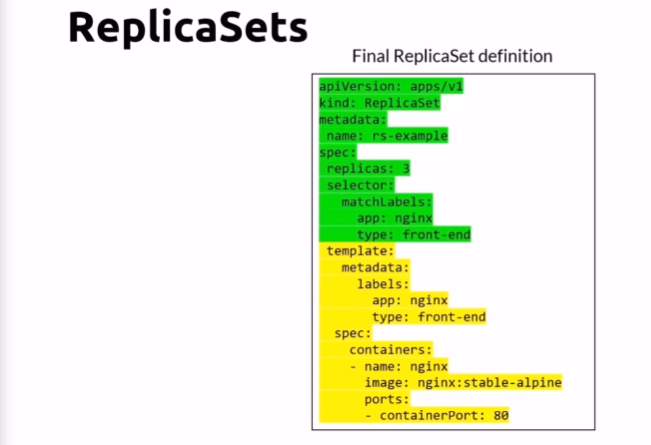 ReplicaSets
Final ReplicaSet definition
apiVersion: apps/v1
kind: ReplicaSet
metadata:
 name: rs-example
spec:
 replicas: 3
 selector:
   matchLabels:
     app: nginx
     type: front-end
 template:
   metadata:
     labels:
       app: nginx
       type: front-end
  spec:
    containers:
    - name: nginx
      image: nginx:stable-alpine
      ports:
      - containerPort: 80